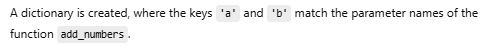 A dictionary is created, where the keys 'a' and 'b' match the parameter names of the
function add_numbers.